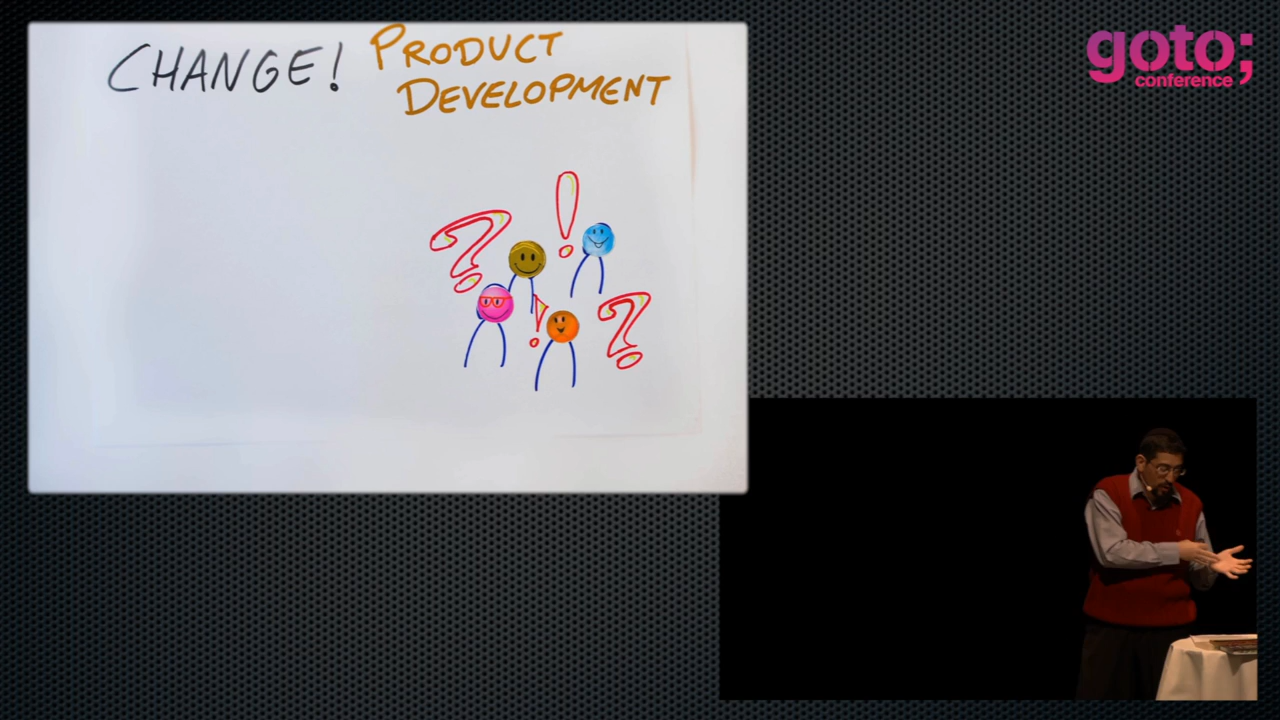 CHANGE! PRODUCT
DEVELOPMENT
? ! ! ?
goto;
conference